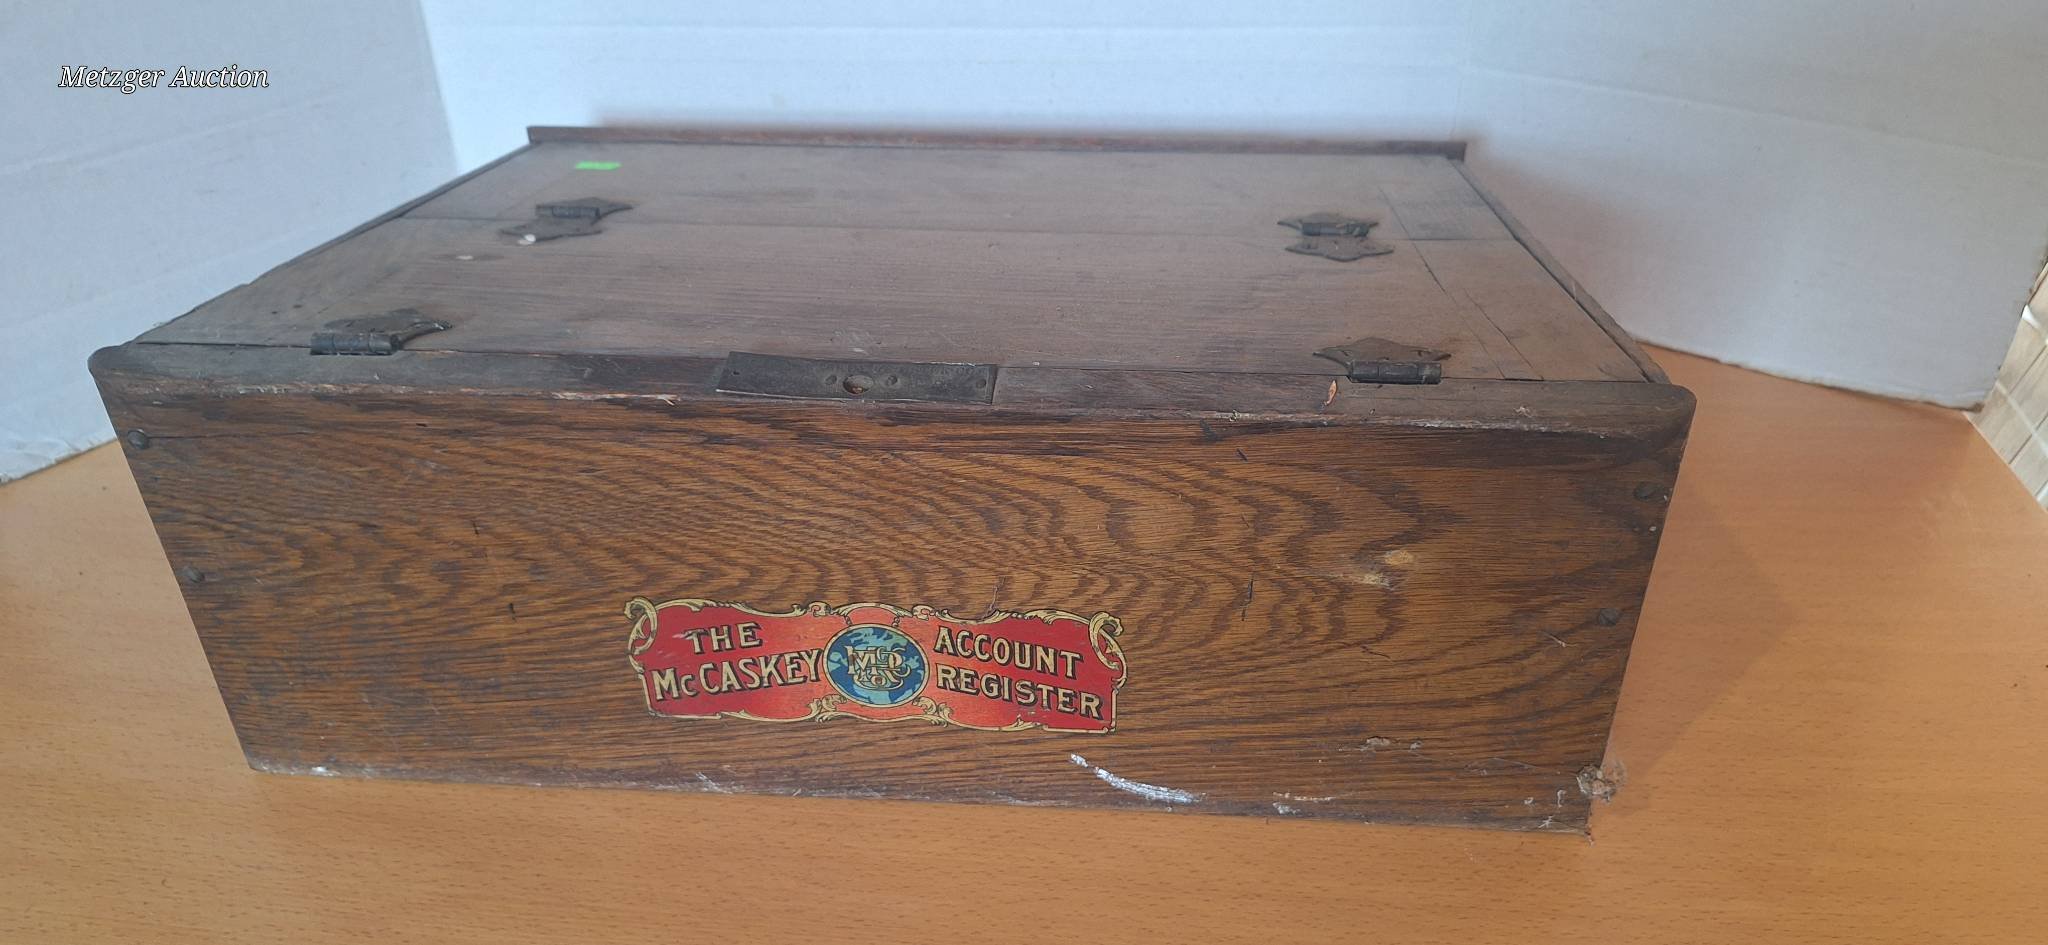 Metzger Auction
THE
McCASKEY
ACCOUNT
REGISTER